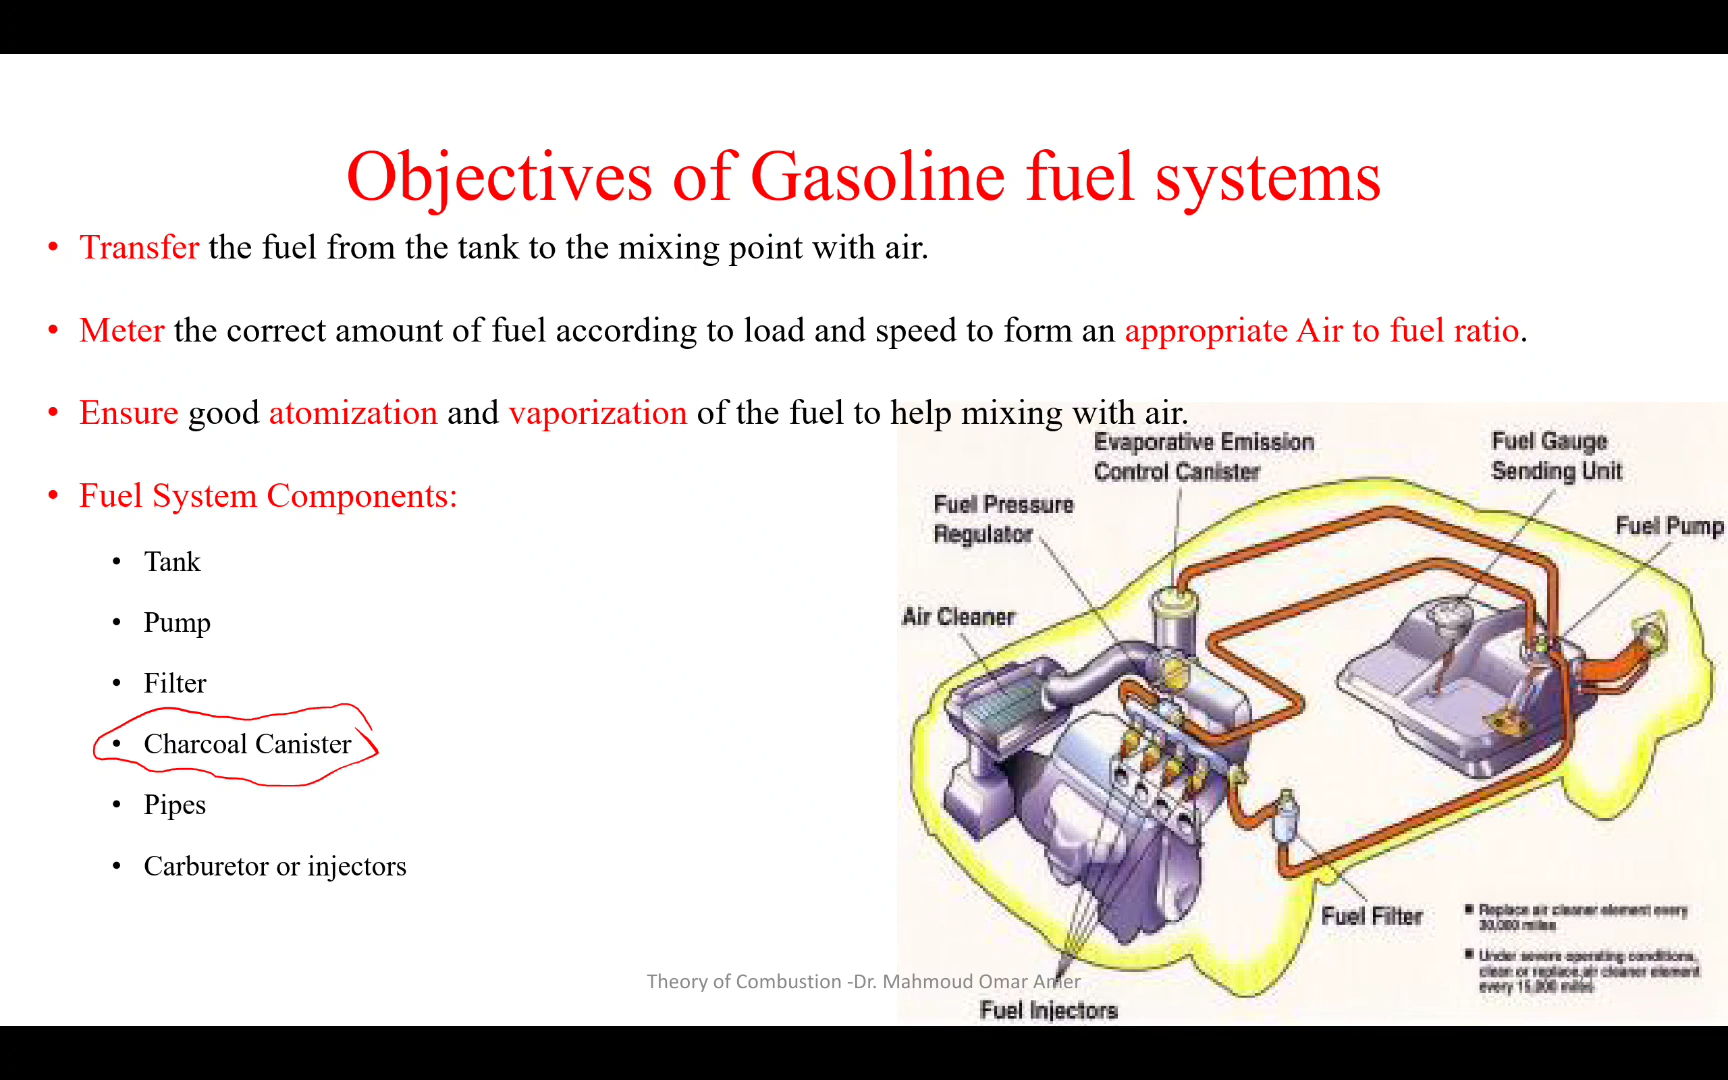 Objectives of Gasoline fuel systems
• Transfer the fuel from the tank to the mixing point with air.
• Meter the correct amount of fuel according to load and speed to form an appropriate Air to fuel ratio.
• Ensure good atomization and vaporization of the fuel to help mixing with air.
• Fuel System Components:
• Tank
• Pump
• Filter
• Charcoal Canister
• Pipes
• Carburetor or injectors
Evaporative Emission
Control Canister
Fuel Gauge
Sending Unit
Fuel Pressure
Regulator
Fuel Pump
Air Cleaner
Fuel Filter
■ Replace air cleaner element every
30,000 miles
■ Under severe operating conditions,
clean or replace air cleaner element
every 15,000 miles
Fuel Injectors
Theory of Combustion -Dr. Mahmoud Omar Amer